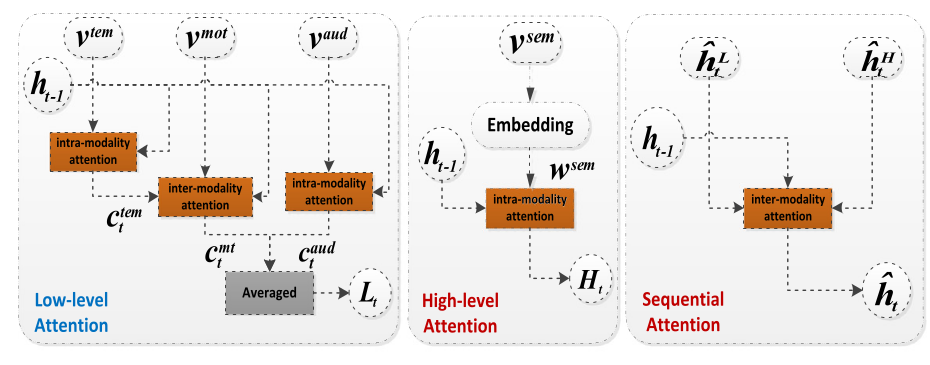 v^tem
v^mot
v^aud
h_t-1
intra-modality
attention
inter-modality
attention
intra-modality
attention
c_t^tem
c_t^mt
c_t^aud
Averaged
L_t
Low-level
Attention
v^sem
Embedding
h_t-1
w^sem
intra-modality
attention
H_t
High-level
Attention
ĥ_t^L
ĥ_t^H
h_t-1
inter-modality
attention
ĥ_t
Sequential
Attention